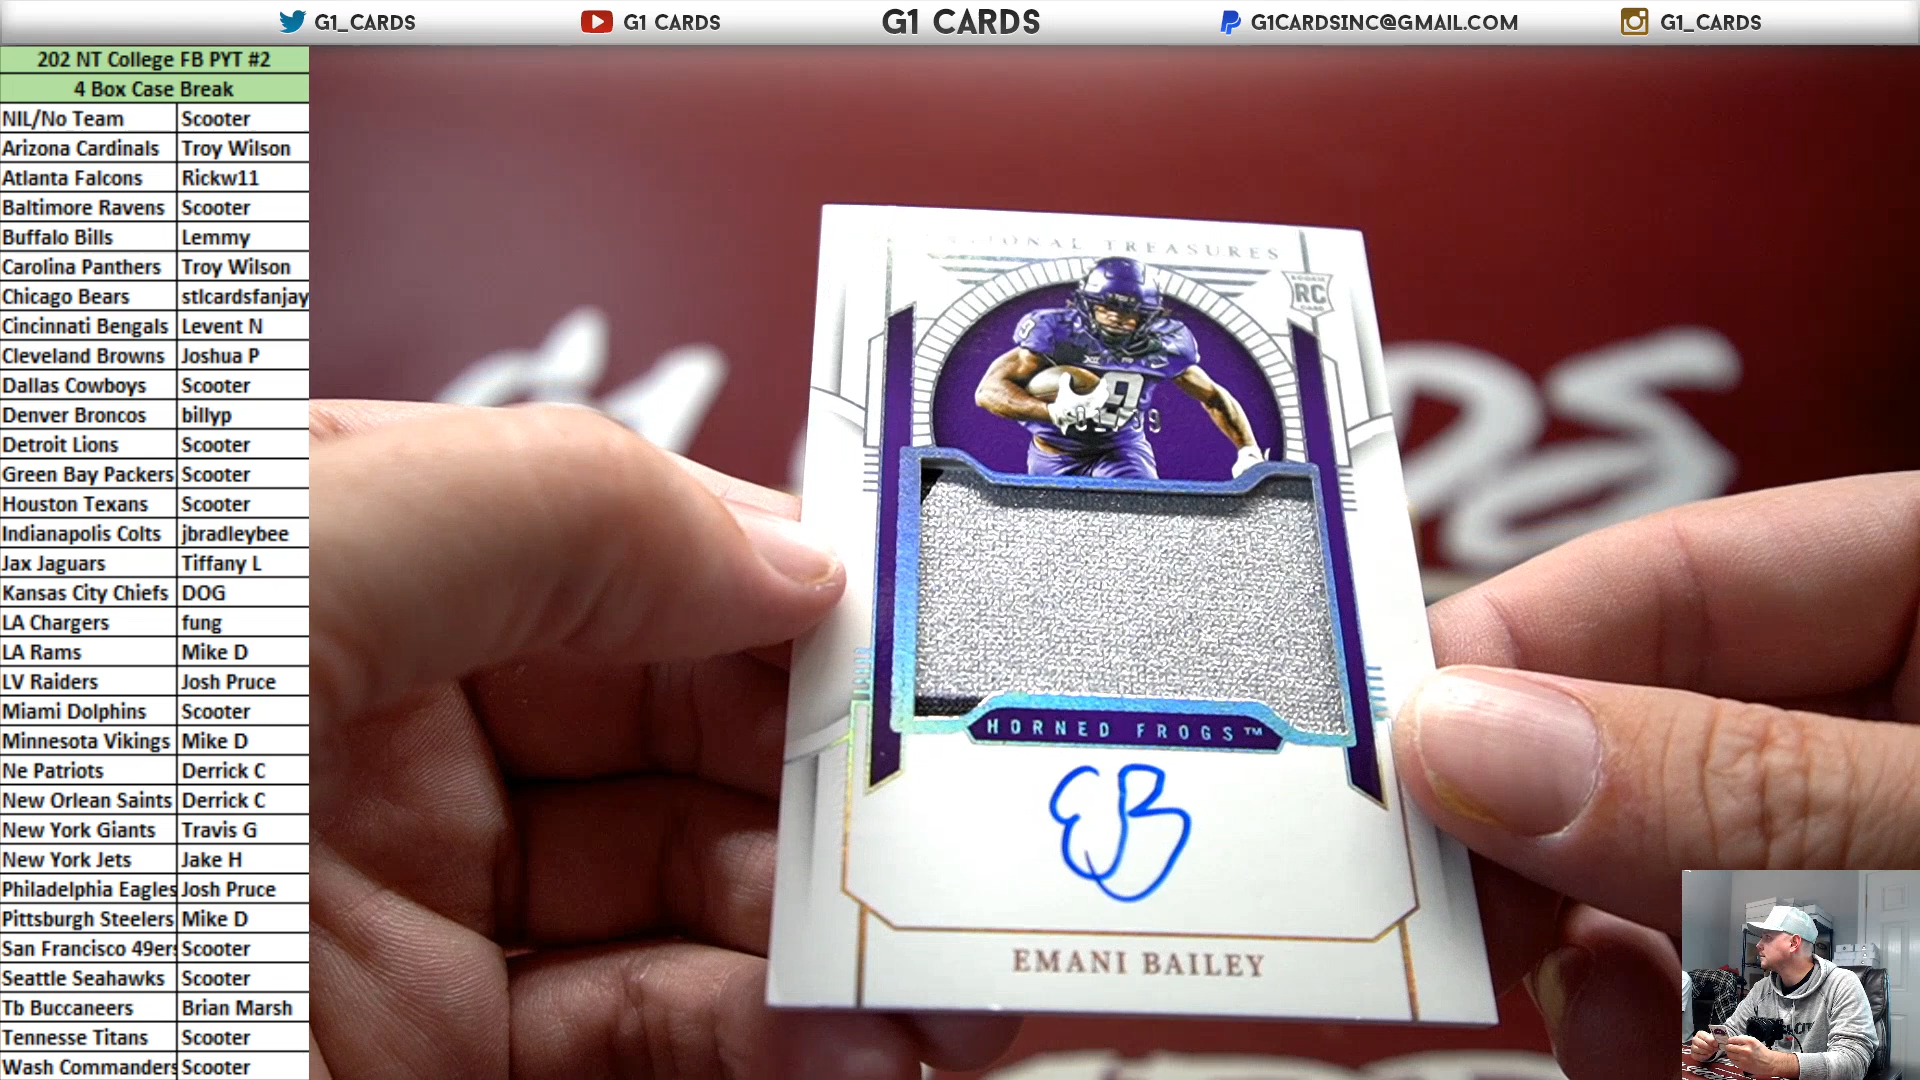 G1_CARDS
G1 CARDS
G1 CARDS
G1CARDSINC@GMAIL.COM
G1_CARDS
202 NT College FB PYT #2
4 Box Case Break
NIL/No Team Scooter
Arizona Cardinals Troy Wilson
Atlanta Falcons Rickw11
Baltimore Ravens Scooter
Buffalo Bills Lemmy
Carolina Panthers Troy Wilson
Chicago Bears stlcardsfanjay
Cincinnati Bengals Levent N
Cleveland Browns Joshua P
Dallas Cowboys Scooter
Denver Broncos billyp
Detroit Lions Scooter
Green Bay Packers Scooter
Houston Texans Scooter
Indianapolis Colts jbradleybee
Jax Jaguars Tiffany L
Kansas City Chiefs DOG
LA Chargers fung
LA Rams Mike D
LV Raiders Josh Pruce
Miami Dolphins Scooter
Minnesota Vikings Mike D
Ne Patriots Derrick C
New Orlean Saints Derrick C
New York Giants Travis G
New York Jets Jake H
Philadelphia Eagles Josh Pruce
Pittsburgh Steelers Mike D
San Francisco 49ers Scooter
Seattle Seahawks Scooter
Tb Buccaneers Brian Marsh
Tennesse Titans Scooter
Wash Commanders Scooter
NATIONAL TREASURES
ROOKIE
RC
CARD
9
HORNED FROGS™
EB
EMANI BAILEY